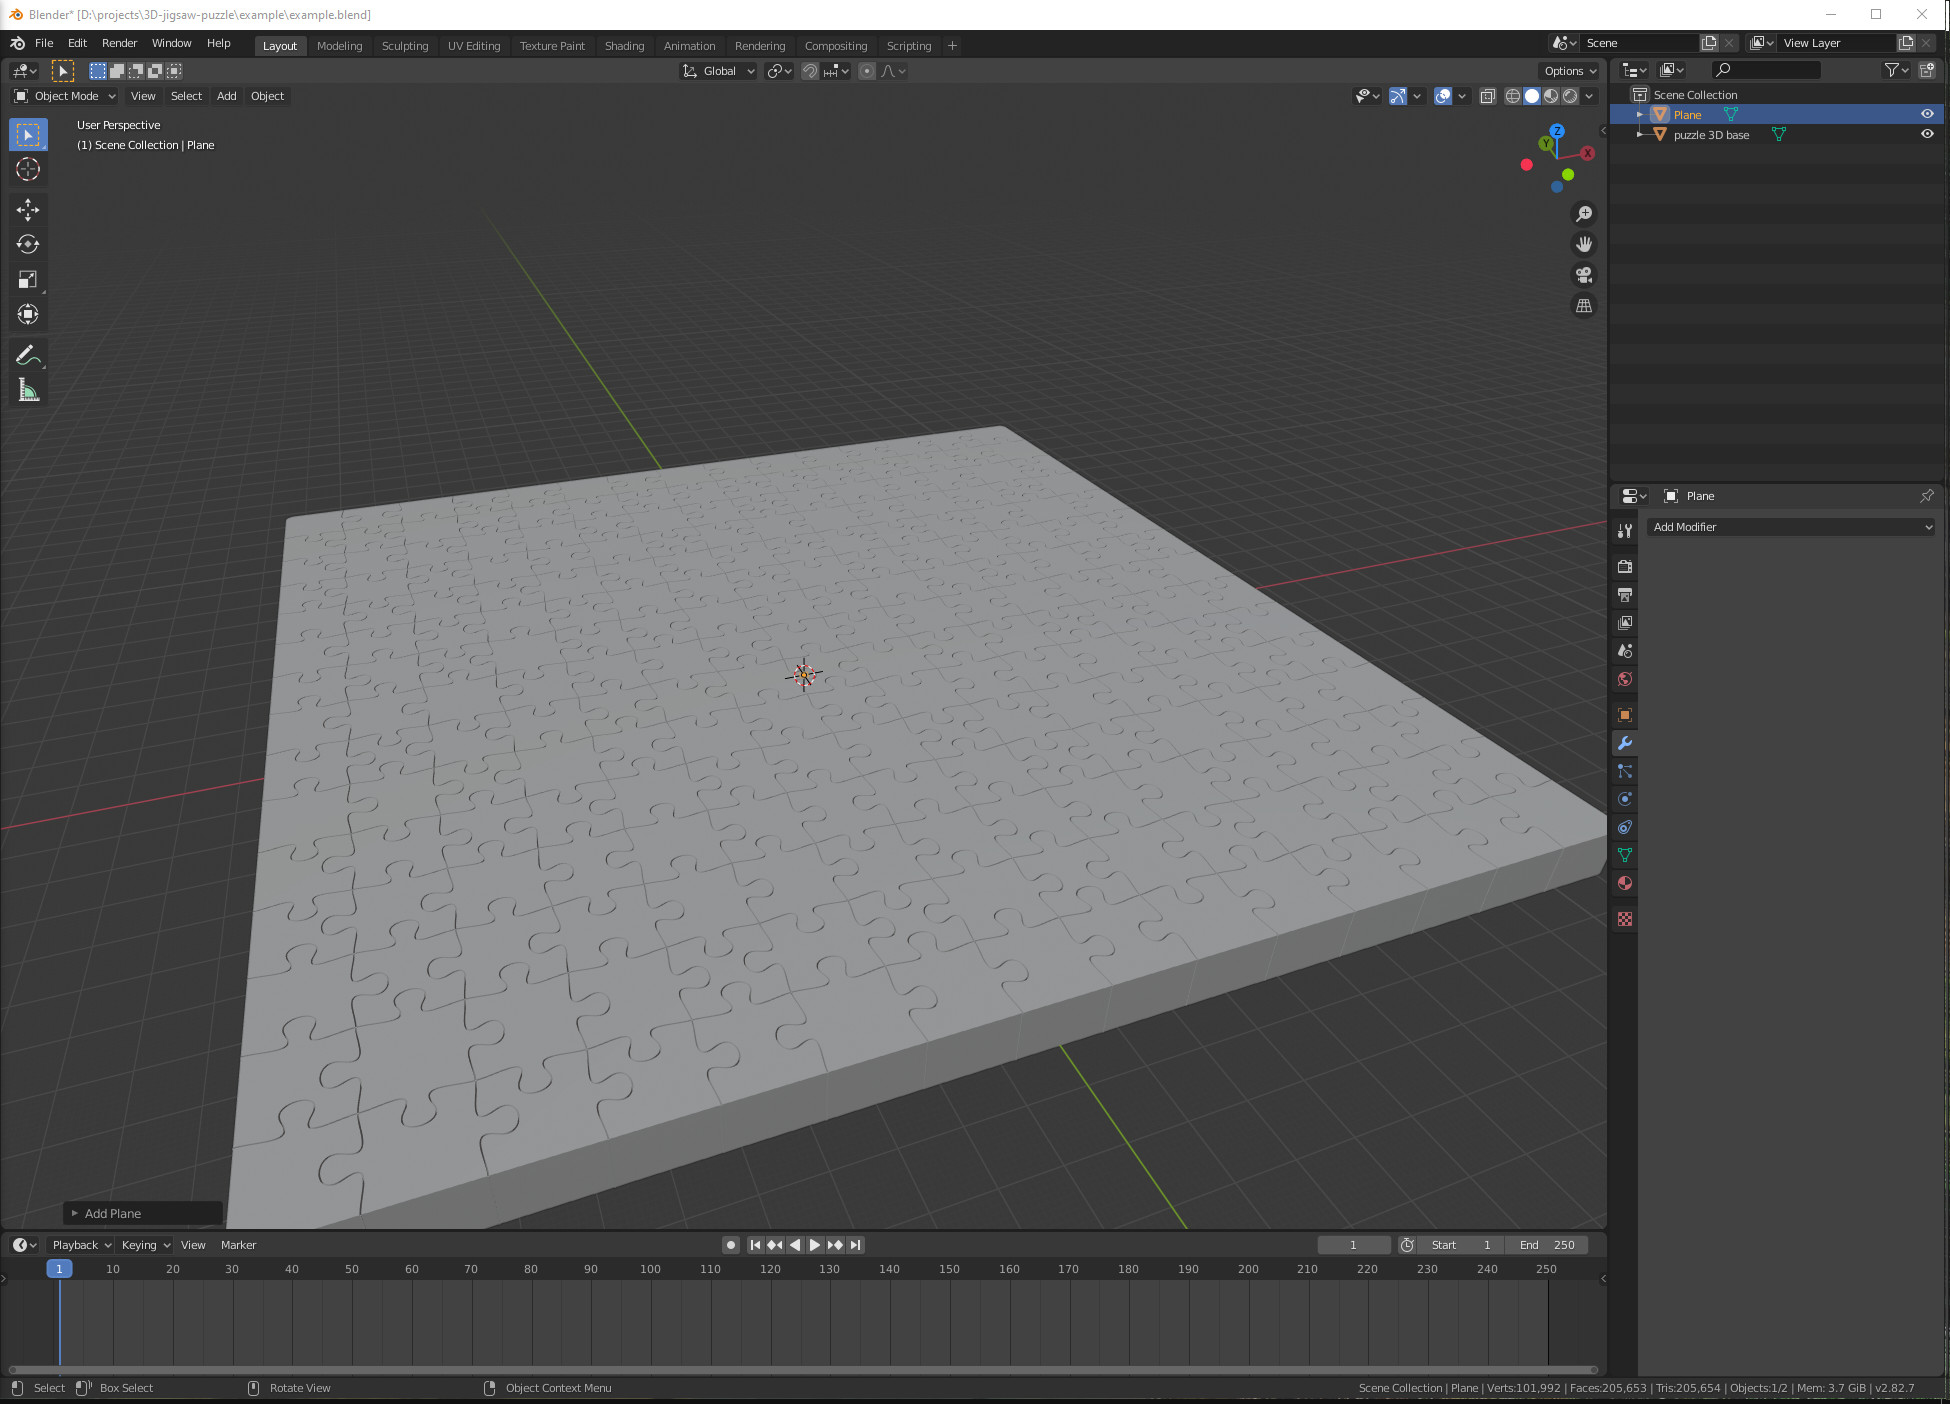 Blender* [D:\projects\3D-jigsaw-puzzle\example\example.blend]
File Edit Render Window Help Layout Modeling Sculpting UV Editing Texture Paint Shading Animation Rendering Compositing Scripting + Scene View Layer
Global Options
Object Mode View Select Add Object
User Perspective
(1) Scene Collection | Plane
Z
Y
X
Scene Collection
Plane
puzzle 3D base
Plane
Add Modifier
Add Plane
Playback Keying View Marker 1 Start 1 End 250
1 10 20 30 40 50 60 70 80 90 100 110 120 130 140 150 160 170 180 190 200 210 220 230 240 250
Select Box Select Rotate View Object Context Menu Scene Collection | Plane | Verts:101,992 | Faces:205,653 | Tris:205,654 | Objects:1/2 | Mem: 3.7 GiB | v2.82.7